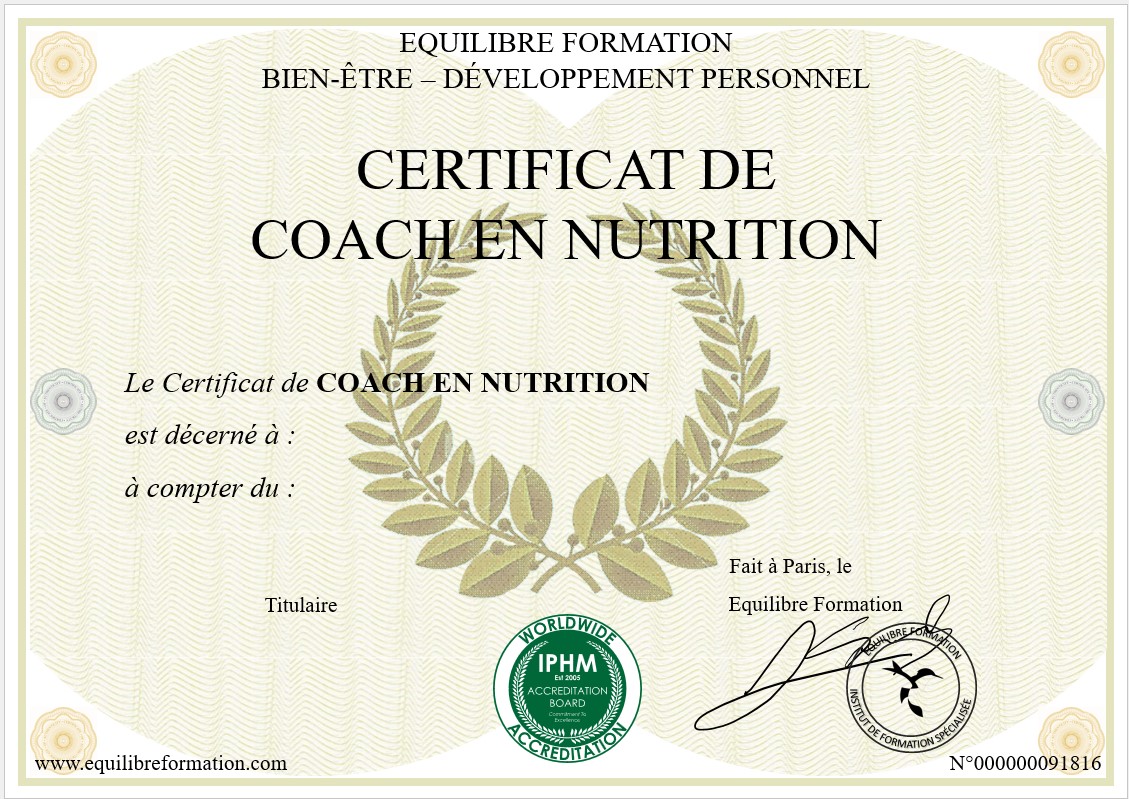 EQUILIBRE FORMATION
BIEN-ÊTRE – DÉVELOPPEMENT PERSONNEL
CERTIFICAT DE
COACH EN NUTRITION
Le Certificat de COACH EN NUTRITION
est décerné à :
à compter du :
Fait à Paris, le
Titulaire
Equilibre Formation
WORLDWIDE
IPHM
Est 2005
ACCREDITATION
BOARD
Commitment To
Excellence
ACCREDITATION
EQUILIBRE FORMATION
INSTITUT DE FORMATION SPÉCIALISÉE
www.equilibreformation.com
N°000000091816